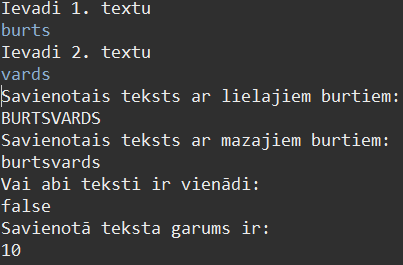 Ievadi 1. textu
burts
Ievadi 2. textu
vards
Savienotais teksts ar lielajiem burtiem:
BURTSVARDS
Savienotais teksts ar mazajiem burtiem:
burtsvards
Vai abi teksti ir vienādi:
false
Savienotā teksta garums ir:
10